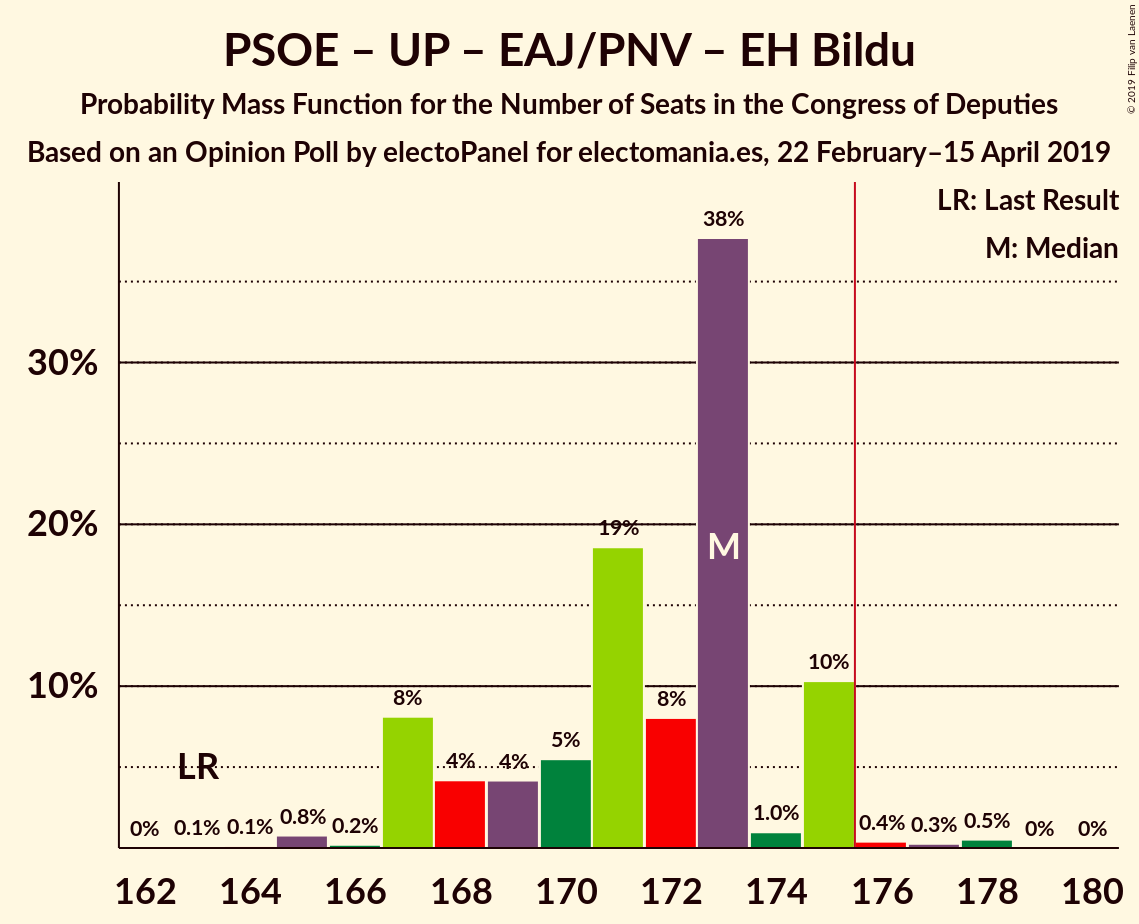 PSOE – UP – EAJ/PNV – EH Bildu
Probability Mass Function for the Number of Seats in the Congress of Deputies
Based on an Opinion Poll by electoPanel for electomania.es, 22 February–15 April 2019
© 2019 Filip van Laenen
LR: Last Result
M: Median
38%
30%
20%
19%
M
10%
10%
8%
8%
5%
4%
4%
LR
0%
0.1%
0.1%
0.8%
0.2%
1.0%
0.4%
0.3%
0.5%
0%
0%
162 164 166 168 170 172 174 176 178 180